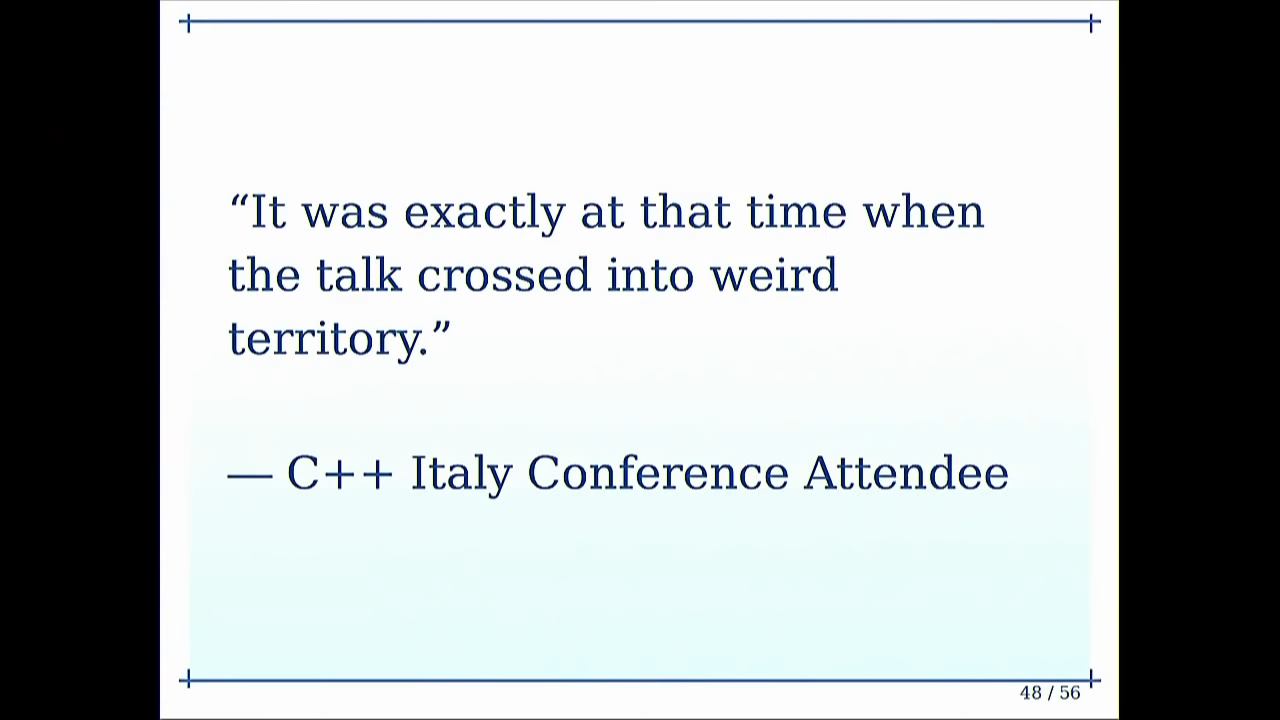 “It was exactly at that time when
the talk crossed into weird
territory.”
— C++ Italy Conference Attendee
48 / 56